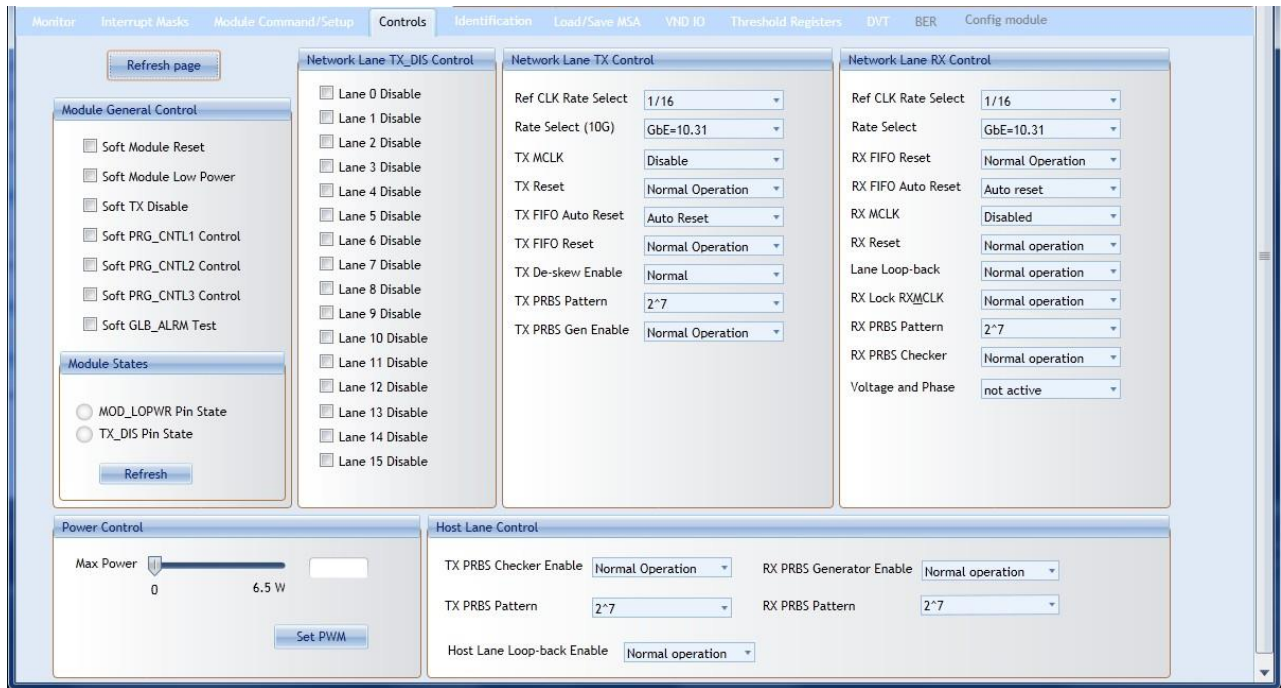 Monitor Interrupt Masks Module Command/Setup Controls Identification Load/Save MSA VND IO Threshold Registers DVT BER Config module
Refresh page
Module General Control
Soft Module Reset
Soft Module Low Power
Soft TX Disable
Soft PRG_CNTL1 Control
Soft PRG_CNTL2 Control
Soft PRG_CNTL3 Control
Soft GLB_ALRM Test
Module States
MOD_LOPWR Pin State
TX_DIS Pin State
Refresh
Network Lane TX_DIS Control
Lane 0 Disable
Lane 1 Disable
Lane 2 Disable
Lane 3 Disable
Lane 4 Disable
Lane 5 Disable
Lane 6 Disable
Lane 7 Disable
Lane 8 Disable
Lane 9 Disable
Lane 10 Disable
Lane 11 Disable
Lane 12 Disable
Lane 13 Disable
Lane 14 Disable
Lane 15 Disable
Network Lane TX Control
Ref CLK Rate Select 1/16
Rate Select (10G) GbE=10.31
TX MCLK Disable
TX Reset Normal Operation
TX FIFO Auto Reset Auto Reset
TX FIFO Reset Normal Operation
TX De-skew Enable Normal
TX PRBS Pattern 2^7
TX PRBS Gen Enable Normal Operation
Network Lane RX Control
Ref CLK Rate Select 1/16
Rate Select GbE=10.31
RX FIFO Reset Normal Operation
RX FIFO Auto Reset Auto reset
RX MCLK Disabled
RX Reset Normal operation
Lane Loop-back Normal operation
RX Lock RXMCLK Normal operation
RX PRBS Pattern 2^7
RX PRBS Checker Normal operation
Voltage and Phase not active
Power Control
Max Power
0 6.5 W
Set PWM
Host Lane Control
TX PRBS Checker Enable Normal Operation RX PRBS Generator Enable Normal operation
TX PRBS Pattern 2^7 RX PRBS Pattern 2^7
Host Lane Loop-back Enable Normal operation